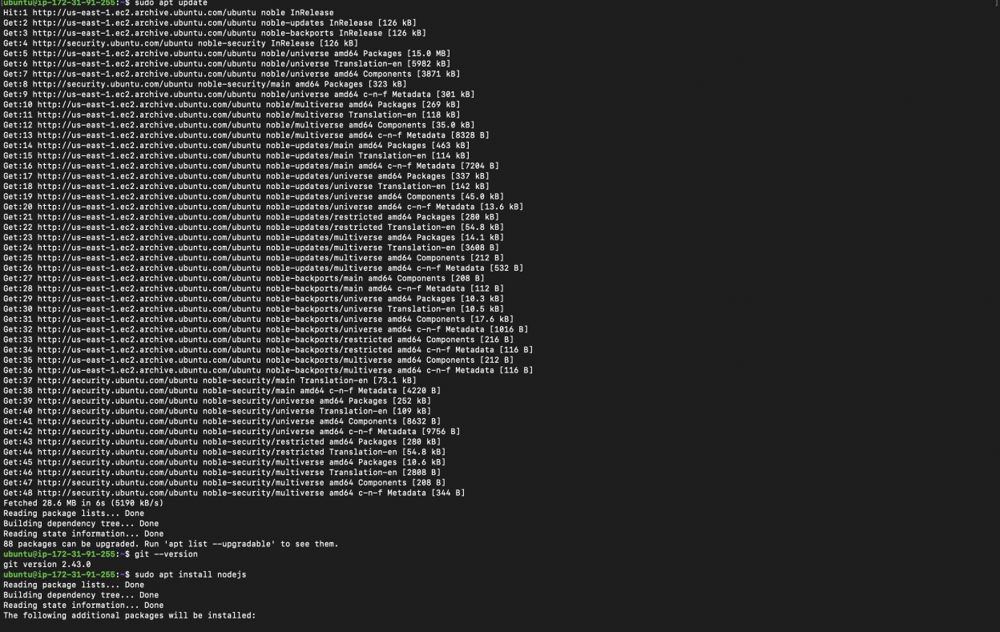 ubuntu@ip-172-31-91-255:~$ sudo apt update
Hit:1 http://us-east-1.ec2.archive.ubuntu.com/ubuntu noble InRelease
Get:2 http://us-east-1.ec2.archive.ubuntu.com/ubuntu noble-updates InRelease [126 kB]
Get:3 http://us-east-1.ec2.archive.ubuntu.com/ubuntu noble-backports InRelease [126 kB]
Get:4 http://security.ubuntu.com/ubuntu noble-security InRelease [126 kB]
Get:5 http://us-east-1.ec2.archive.ubuntu.com/ubuntu noble/universe amd64 Packages [15.0 MB]
Get:6 http://us-east-1.ec2.archive.ubuntu.com/ubuntu noble/universe Translation-en [5982 kB]
Get:7 http://us-east-1.ec2.archive.ubuntu.com/ubuntu noble/universe amd64 Components [3871 kB]
Get:8 http://security.ubuntu.com/ubuntu noble-security/main amd64 Packages [323 kB]
Get:9 http://us-east-1.ec2.archive.ubuntu.com/ubuntu noble/universe amd64 c-n-f Metadata [301 kB]
Get:10 http://us-east-1.ec2.archive.ubuntu.com/ubuntu noble/multiverse amd64 Packages [269 kB]
Get:11 http://us-east-1.ec2.archive.ubuntu.com/ubuntu noble/multiverse Translation-en [118 kB]
Get:12 http://us-east-1.ec2.archive.ubuntu.com/ubuntu noble/multiverse amd64 Components [35.0 kB]
Get:13 http://us-east-1.ec2.archive.ubuntu.com/ubuntu noble/multiverse amd64 c-n-f Metadata [8328 B]
Get:14 http://us-east-1.ec2.archive.ubuntu.com/ubuntu noble-updates/main amd64 Packages [463 kB]
Get:15 http://us-east-1.ec2.archive.ubuntu.com/ubuntu noble-updates/main Translation-en [114 kB]
Get:16 http://us-east-1.ec2.archive.ubuntu.com/ubuntu noble-updates/main amd64 c-n-f Metadata [7204 B]
Get:17 http://us-east-1.ec2.archive.ubuntu.com/ubuntu noble-updates/universe amd64 Packages [337 kB]
Get:18 http://us-east-1.ec2.archive.ubuntu.com/ubuntu noble-updates/universe Translation-en [142 kB]
Get:19 http://us-east-1.ec2.archive.ubuntu.com/ubuntu noble-updates/universe amd64 Components [45.0 kB]
Get:20 http://us-east-1.ec2.archive.ubuntu.com/ubuntu noble-updates/universe amd64 c-n-f Metadata [13.6 kB]
Get:21 http://us-east-1.ec2.archive.ubuntu.com/ubuntu noble-updates/restricted amd64 Packages [280 kB]
Get:22 http://us-east-1.ec2.archive.ubuntu.com/ubuntu noble-updates/restricted Translation-en [54.8 kB]
Get:23 http://us-east-1.ec2.archive.ubuntu.com/ubuntu noble-updates/multiverse amd64 Packages [14.1 kB]
Get:24 http://us-east-1.ec2.archive.ubuntu.com/ubuntu noble-updates/multiverse Translation-en [3608 B]
Get:25 http://us-east-1.ec2.archive.ubuntu.com/ubuntu noble-updates/multiverse amd64 Components [212 B]
Get:26 http://us-east-1.ec2.archive.ubuntu.com/ubuntu noble-updates/multiverse amd64 c-n-f Metadata [532 B]
Get:27 http://us-east-1.ec2.archive.ubuntu.com/ubuntu noble-backports/main amd64 Components [208 B]
Get:28 http://us-east-1.ec2.archive.ubuntu.com/ubuntu noble-backports/main amd64 c-n-f Metadata [112 B]
Get:29 http://us-east-1.ec2.archive.ubuntu.com/ubuntu noble-backports/universe amd64 Packages [10.3 kB]
Get:30 http://us-east-1.ec2.archive.ubuntu.com/ubuntu noble-backports/universe Translation-en [10.5 kB]
Get:31 http://us-east-1.ec2.archive.ubuntu.com/ubuntu noble-backports/universe amd64 Components [17.6 kB]
Get:32 http://us-east-1.ec2.archive.ubuntu.com/ubuntu noble-backports/universe amd64 c-n-f Metadata [1016 B]
Get:33 http://us-east-1.ec2.archive.ubuntu.com/ubuntu noble-backports/restricted amd64 Components [216 B]
Get:34 http://us-east-1.ec2.archive.ubuntu.com/ubuntu noble-backports/restricted amd64 c-n-f Metadata [116 B]
Get:35 http://us-east-1.ec2.archive.ubuntu.com/ubuntu noble-backports/multiverse amd64 Components [212 B]
Get:36 http://us-east-1.ec2.archive.ubuntu.com/ubuntu noble-backports/multiverse amd64 c-n-f Metadata [116 B]
Get:37 http://security.ubuntu.com/ubuntu noble-security/main Translation-en [73.1 kB]
Get:38 http://security.ubuntu.com/ubuntu noble-security/main amd64 c-n-f Metadata [4220 B]
Get:39 http://security.ubuntu.com/ubuntu noble-security/universe amd64 Packages [252 kB]
Get:40 http://security.ubuntu.com/ubuntu noble-security/universe Translation-en [109 kB]
Get:41 http://security.ubuntu.com/ubuntu noble-security/universe amd64 Components [8632 B]
Get:42 http://security.ubuntu.com/ubuntu noble-security/universe amd64 c-n-f Metadata [9756 B]
Get:43 http://security.ubuntu.com/ubuntu noble-security/restricted amd64 Packages [280 kB]
Get:44 http://security.ubuntu.com/ubuntu noble-security/restricted Translation-en [54.8 kB]
Get:45 http://security.ubuntu.com/ubuntu noble-security/multiverse amd64 Packages [10.6 kB]
Get:46 http://security.ubuntu.com/ubuntu noble-security/multiverse Translation-en [2808 B]
Get:47 http://security.ubuntu.com/ubuntu noble-security/multiverse amd64 Components [208 B]
Get:48 http://security.ubuntu.com/ubuntu noble-security/multiverse amd64 c-n-f Metadata [344 B]
Fetched 28.6 MB in 6s (5190 kB/s)
Reading package lists... Done
Building dependency tree... Done
Reading state information... Done
88 packages can be upgraded. Run 'apt list --upgradable' to see them.
ubuntu@ip-172-31-91-255:~$ git --version
git version 2.43.0
ubuntu@ip-172-31-91-255:~$ sudo apt install nodejs
Reading package lists... Done
Building dependency tree... Done
Reading state information... Done
The following additional packages will be installed: